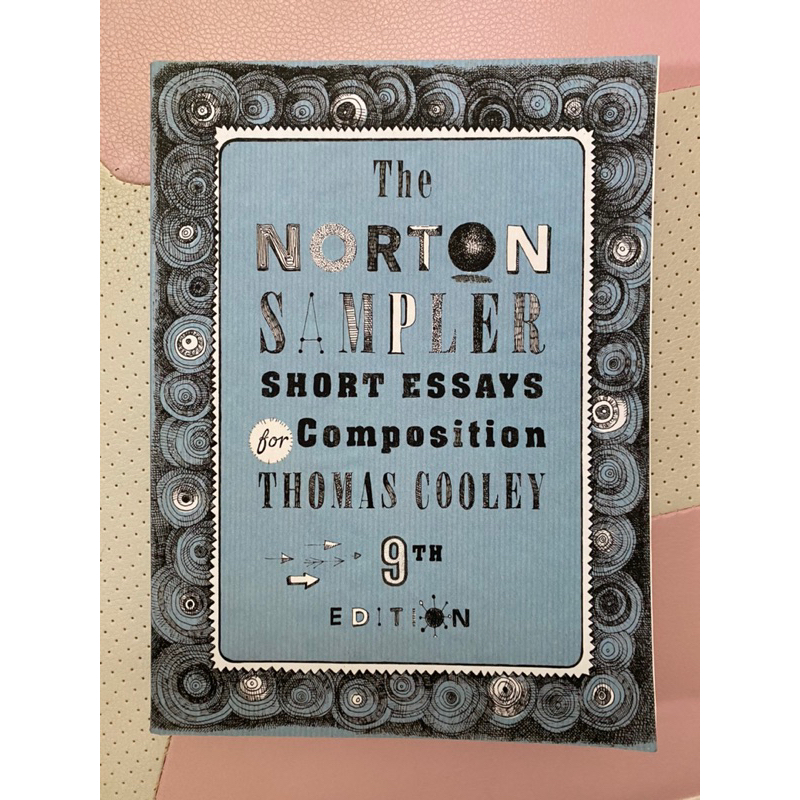 The
NORTON
SAMPLER
SHORT ESSAYS
for Composition
THOMAS COOLEY
9TH
EDITION